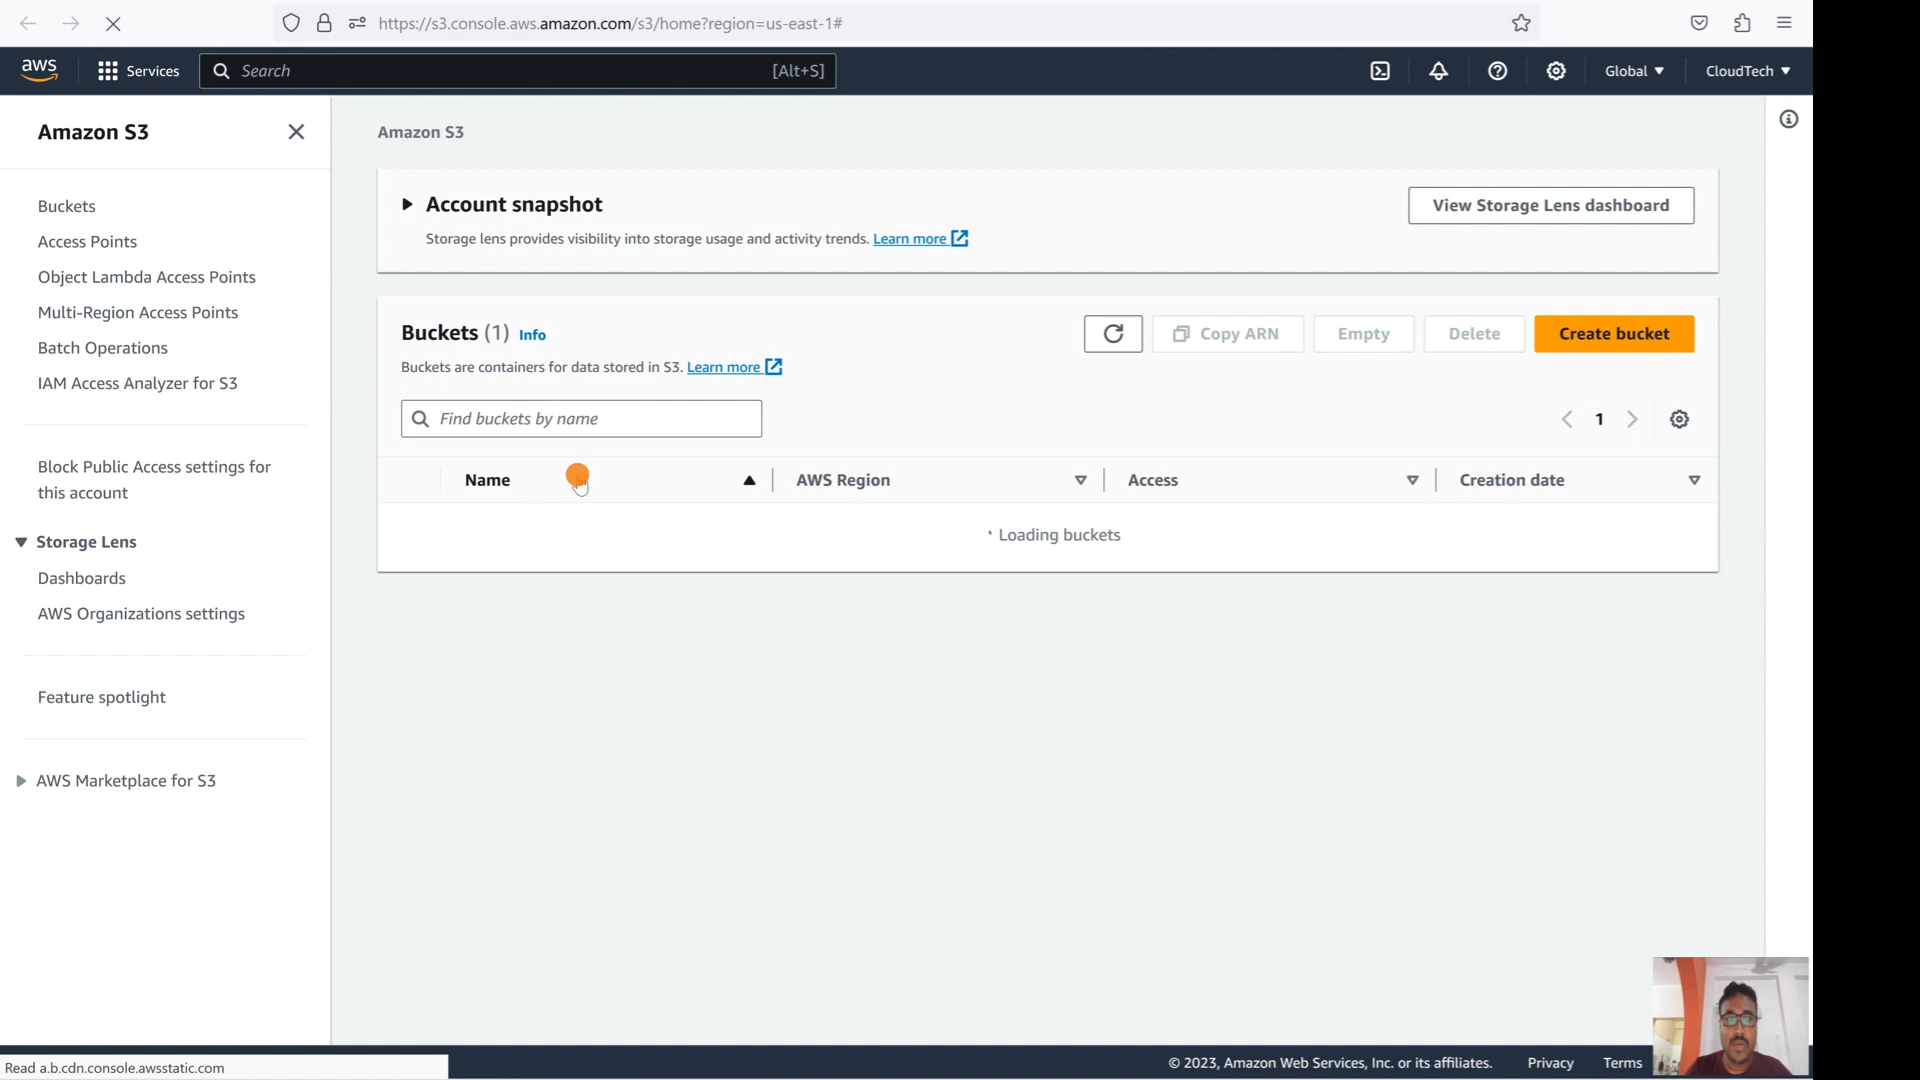 https://s3.console.aws.amazon.com/s3/home?region=us-east-1#
aws
Services
Search
[Alt+S]
Global
CloudTech
Amazon S3
Buckets
Access Points
Object Lambda Access Points
Multi-Region Access Points
Batch Operations
IAM Access Analyzer for S3
Block Public Access settings for
this account
Storage Lens
Dashboards
AWS Organizations settings
Feature spotlight
AWS Marketplace for S3
Amazon S3
Account snapshot
View Storage Lens dashboard
Storage lens provides visibility into storage usage and activity trends. Learn more
Buckets (1) Info
Copy ARN
Empty
Delete
Create bucket
Buckets are containers for data stored in S3. Learn more
Find buckets by name
1
Name
AWS Region
Access
Creation date
Loading buckets
Read a.b.cdn.console.awsstatic.com
© 2023, Amazon Web Services, Inc. or its affiliates.
Privacy
Terms